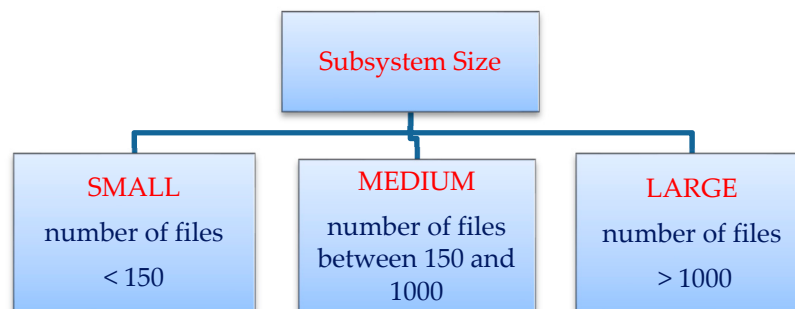 Subsystem Size
SMALL
number of files
< 150
MEDIUM
number of files
between 150 and
1000
LARGE
number of files
> 1000